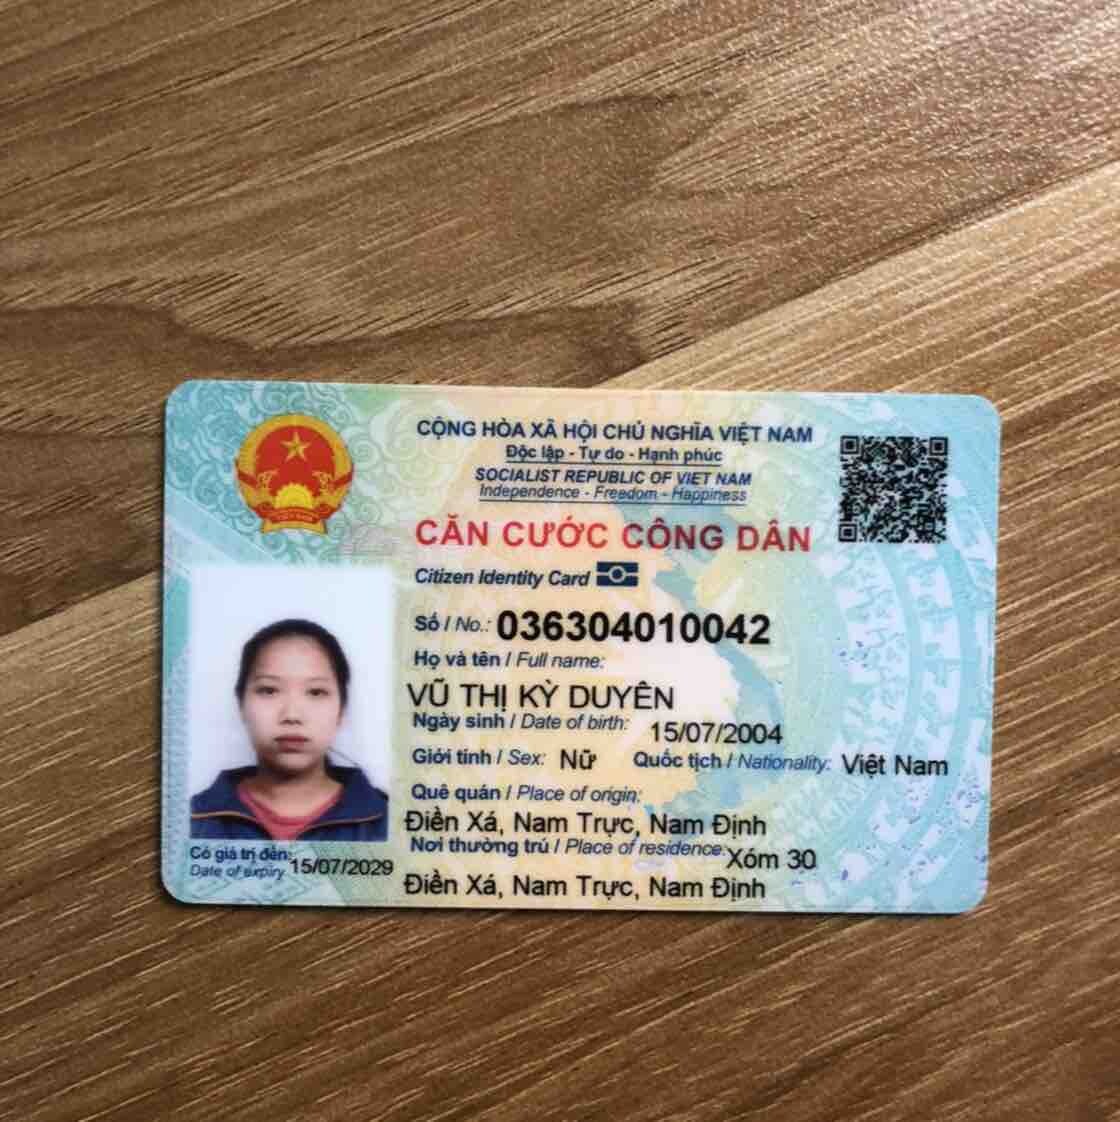 CỘNG HÒA XÃ HỘI CHỦ NGHĨA VIỆT NAM
Độc lập - Tự do - Hạnh phúc
SOCIALIST REPUBLIC OF VIET NAM
Independence - Freedom - Happiness
CĂN CƯỚC CÔNG DÂN
Citizen Identity Card
Số / No.: 036304010042
Họ và tên / Full name:
VŨ THỊ KỲ DUYÊN
Ngày sinh / Date of birth: 15/07/2004
Giới tính / Sex: Nữ Quốc tịch / Nationality: Việt Nam
Quê quán / Place of origin:
Điền Xá, Nam Trực, Nam Định
Nơi thường trú / Place of residence: Xóm 30
Điền Xá, Nam Trực, Nam Định
Có giá trị đến: 15/07/2029
Date of expiry
VIỆT NAM